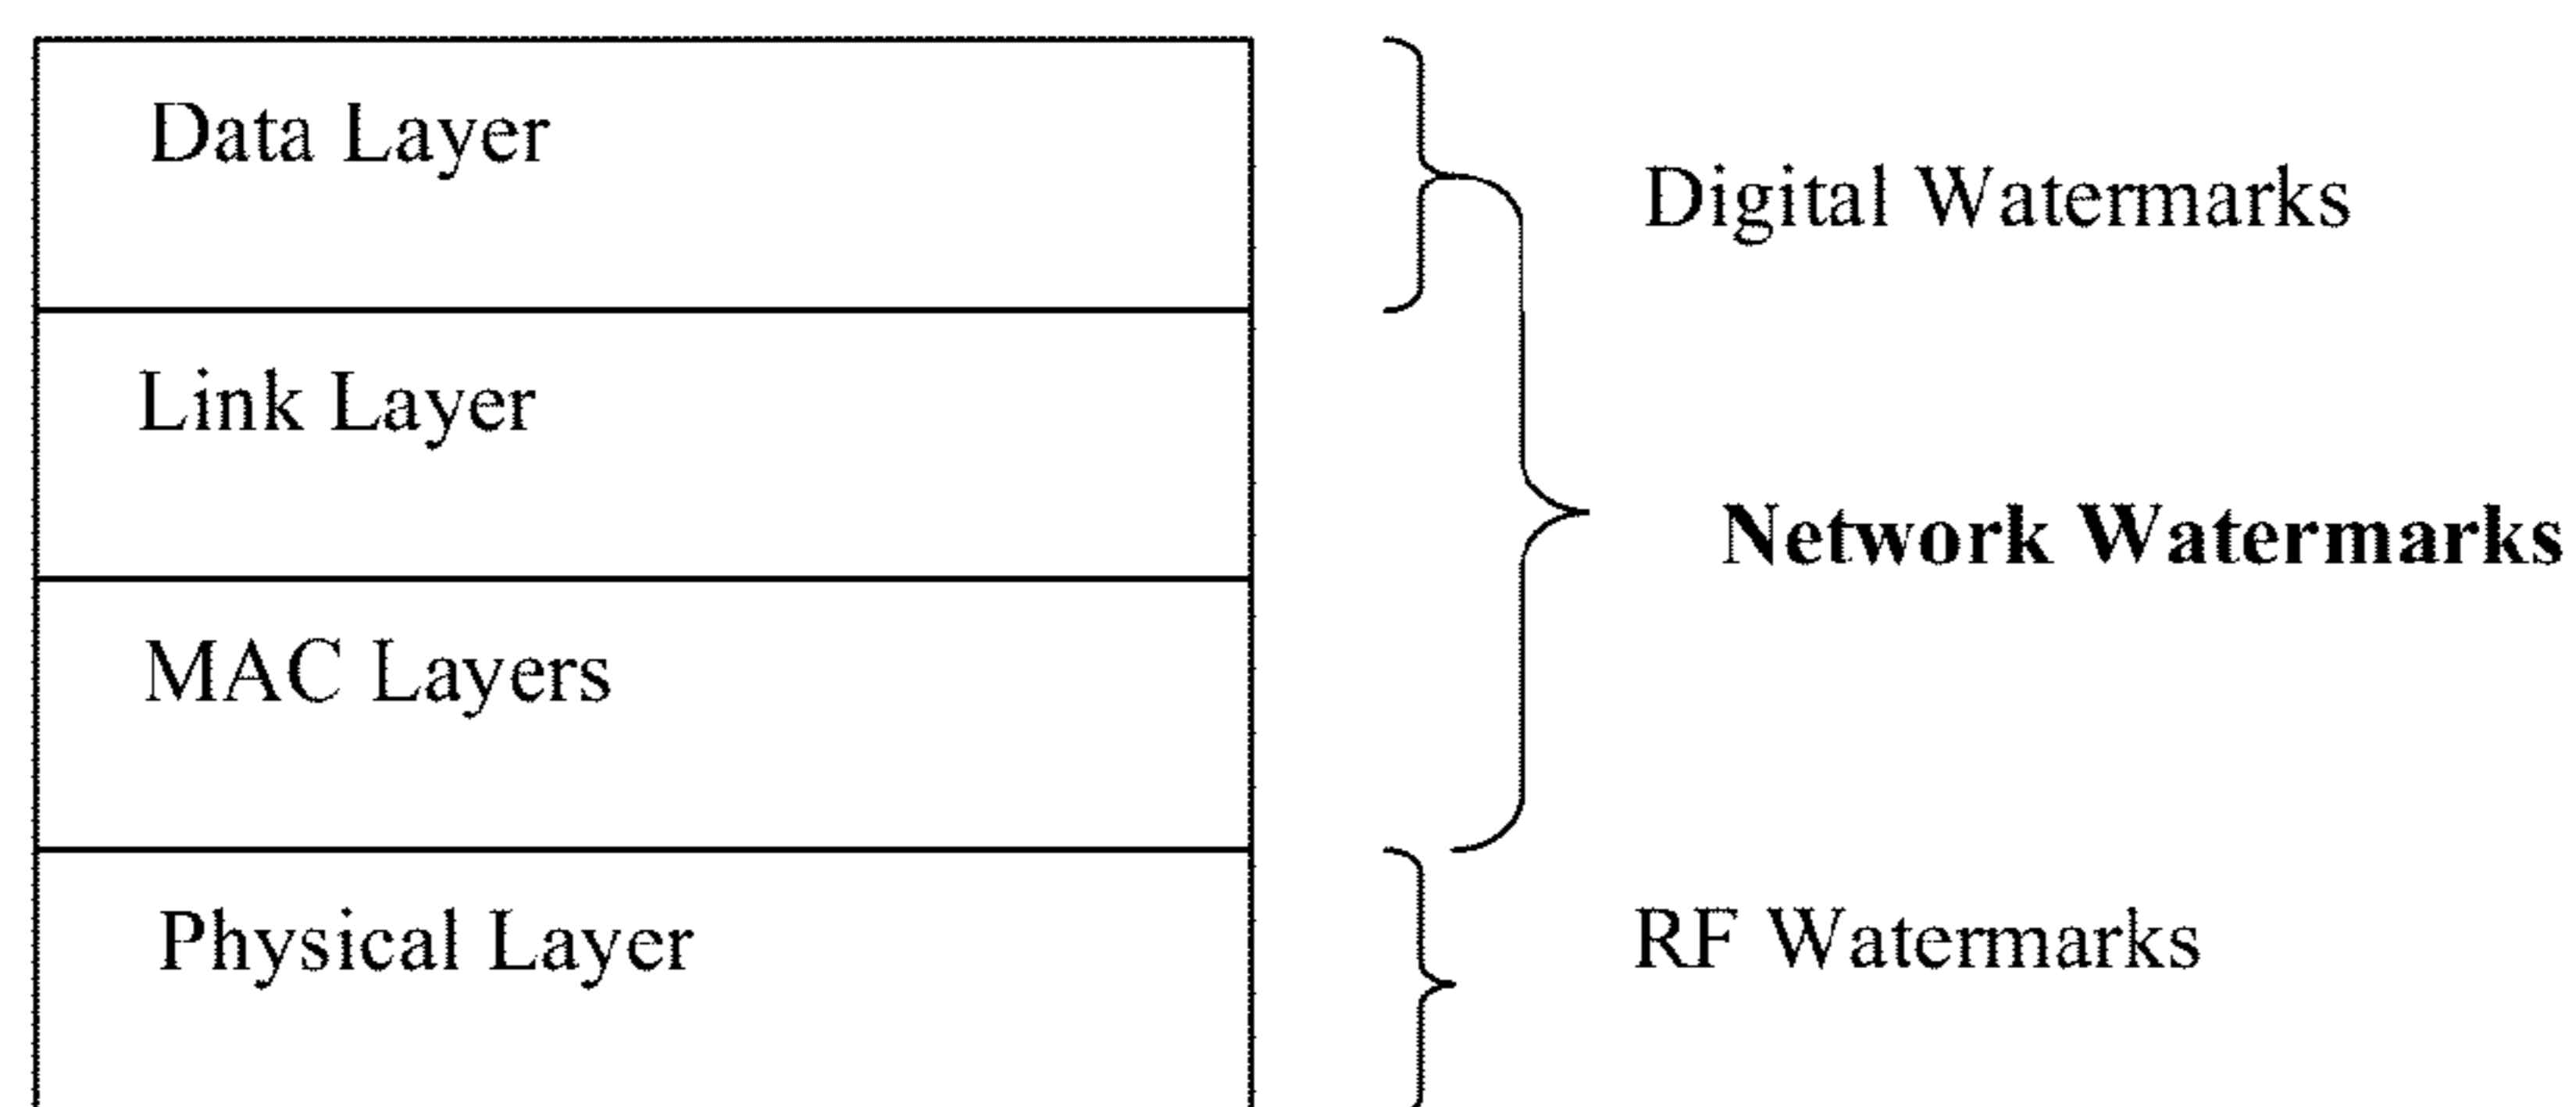 Data Layer
Digital Watermarks
Link Layer
Network Watermarks
MAC Layers
Physical Layer
RF Watermarks